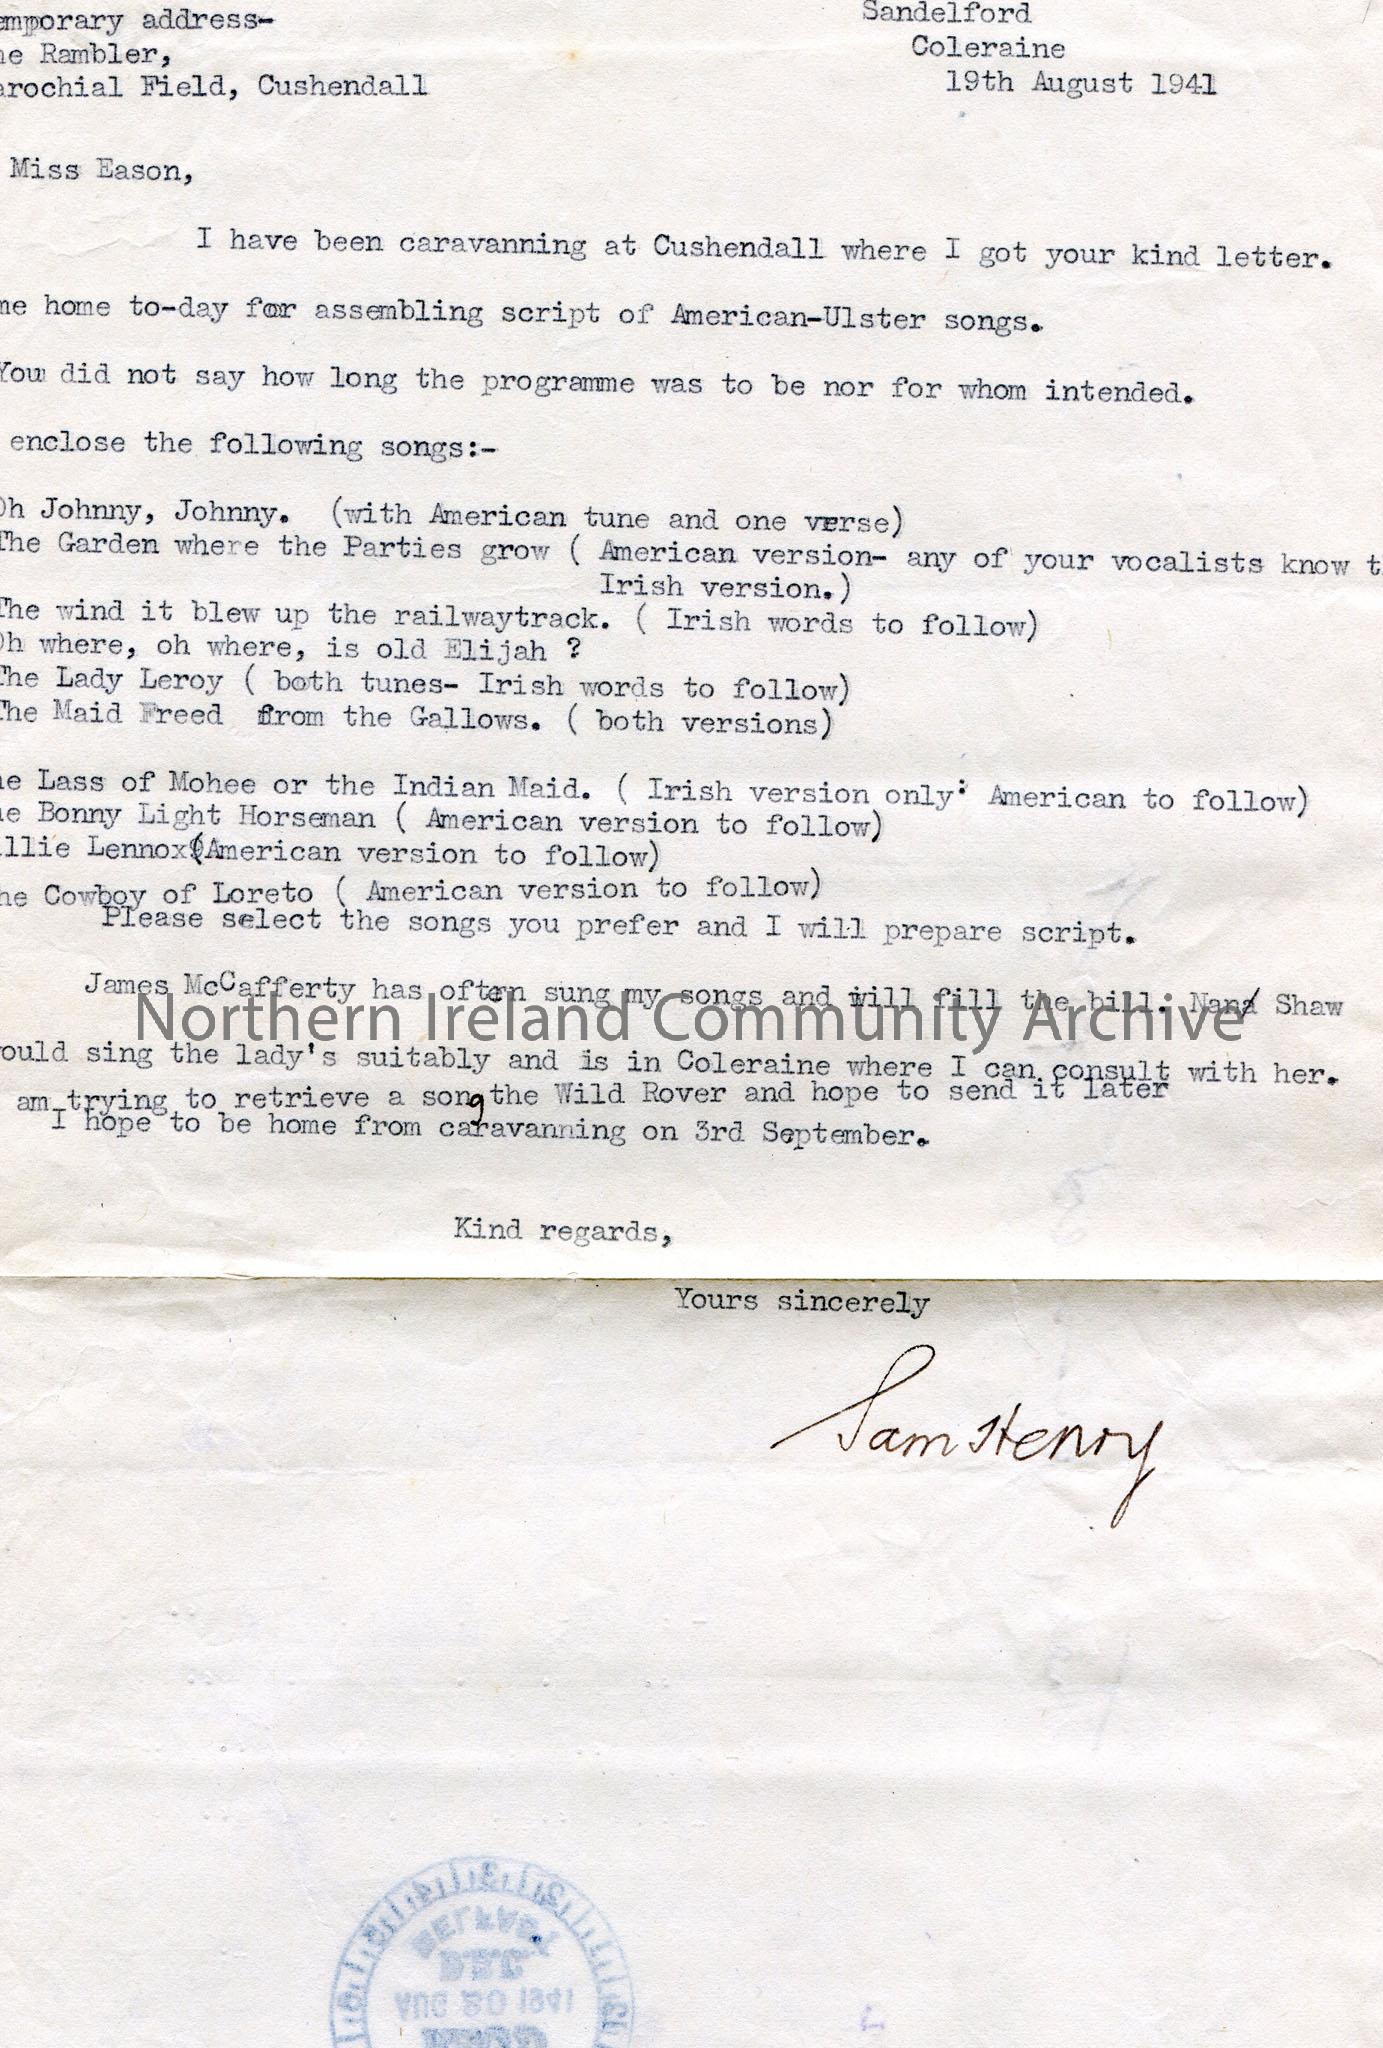 emporary address-
he Rambler,
arochial Field, Cushendall
Sandelford
Coleraine
19th August 1941
Miss Eason,
I have been caravanning at Cushendall where I got your kind letter.
me home to-day for assembling script of American-Ulster songs.
You did not say how long the programme was to be nor for whom intended.
enclose the following songs:-
Oh Johnny, Johnny. (with American tune and one verse)
The Garden where the Parties grow ( American version- any of your vocalists know t
Irish version.)
The wind it blew up the railwaytrack. ( Irish words to follow)
Oh where, oh where, is old Elijah ?
The Lady Leroy ( both tunes- Irish words to follow)
The Maid Freed from the Gallows. ( both versions)
he Lass of Mohee or the Indian Maid. ( Irish version only: American to follow)
he Bonny Light Horseman ( American version to follow)
illie Lennox(American version to follow)
he Cowboy of Loreto ( American version to follow)
Please select the songs you prefer and I will prepare script.
James McCafferty has often sung my songs and will fill the bill. Nan Shaw
Northern Ireland Community Archive
ould sing the lady's suitably and is in Coleraine where I can consult with her.
am trying to retrieve a song the Wild Rover and hope to send it later
I hope to be home from caravanning on 3rd September.
Kind regards,
Yours sincerely
Sam Henry
BELFAST
REC
AUG 20 1941